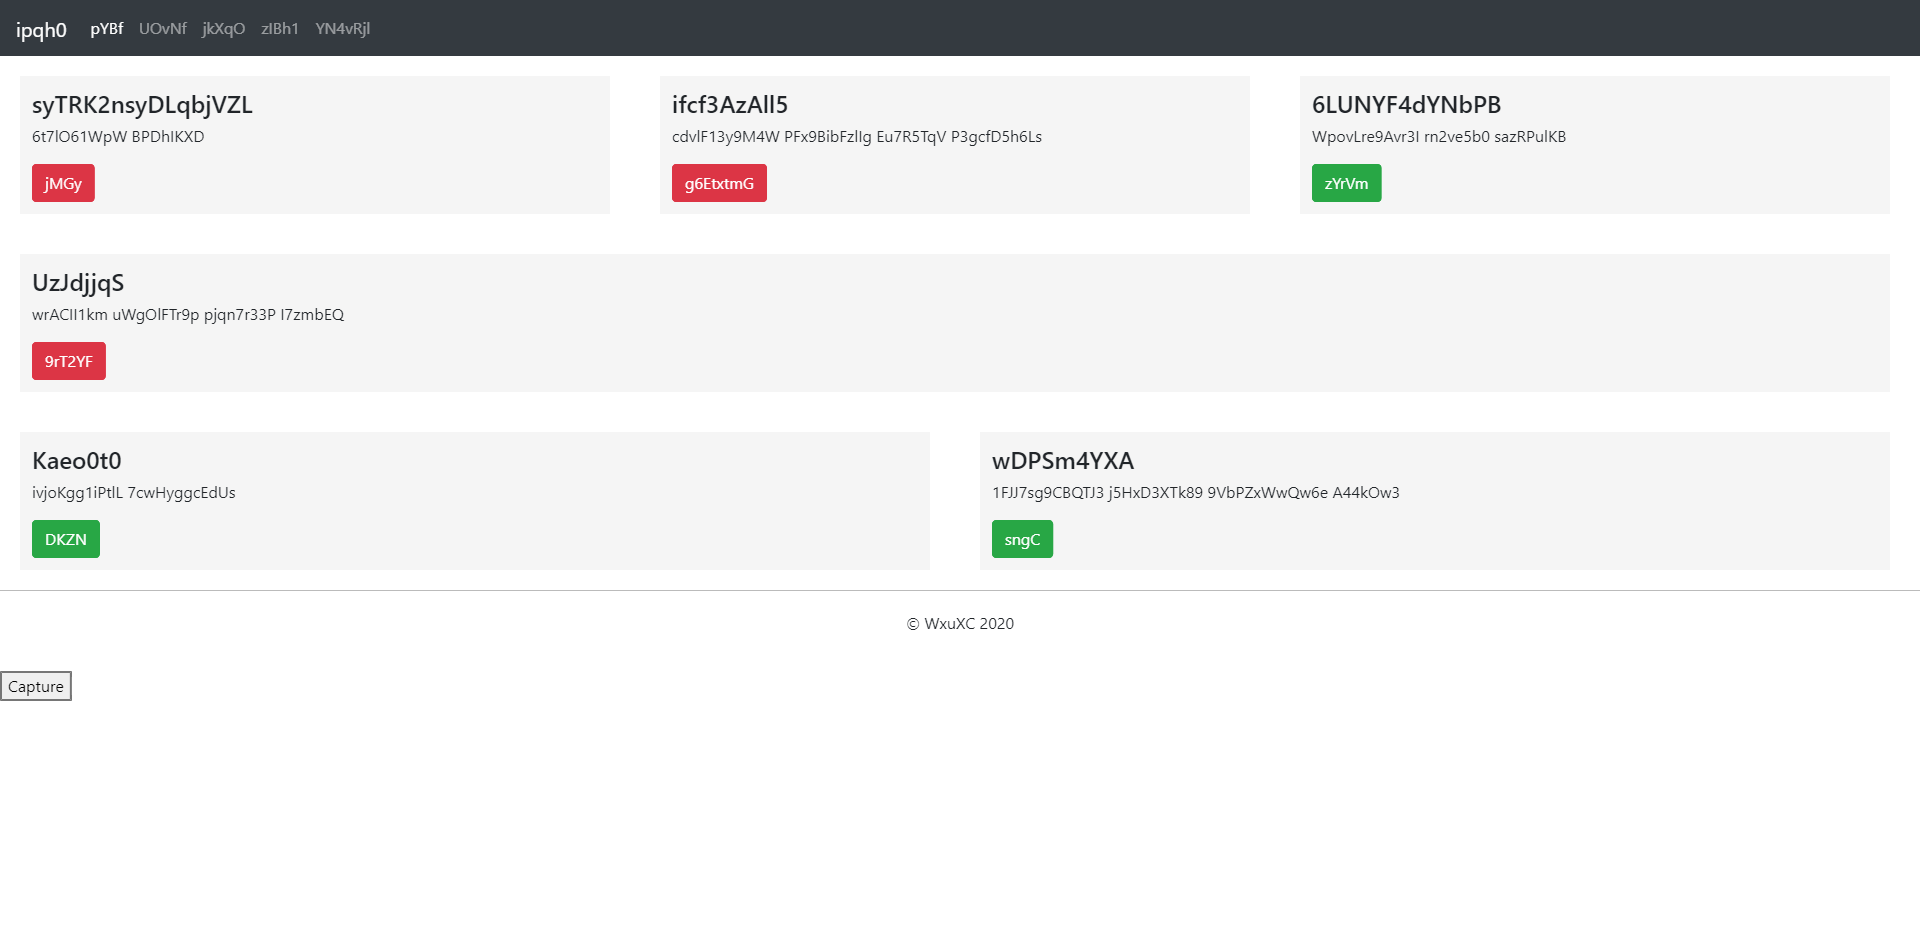 ipqh0 pYBf UOvNf jkXqO zIBh1 YN4vRjl
syTRK2nsyDLqbjVZL
6t7lO61WpW BPDhIKXD
jMGy
ifcf3AzAll5
cdvlF13y9M4W PFx9BibFzlIg Eu7R5TqV P3gcfD5h6Ls
g6EtxtmG
6LUNYF4dYNbPB
WpovLre9Avr3I rn2ve5b0 sazRPulKB
zYrVm
UzJdjjqS
wrACII1km uWgOlFTr9p pjqn7r33P I7zmbEQ
9rT2YF
Kaeo0t0
ivjoKgg1iPtlL 7cwHyggcEdUs
DKZN
wDPSm4YXA
1FJJ7sg9CBQTJ3 j5HxD3XTk89 9VbPZxWwQw6e A44kOw3
sngC
© WxuXC 2020
Capture